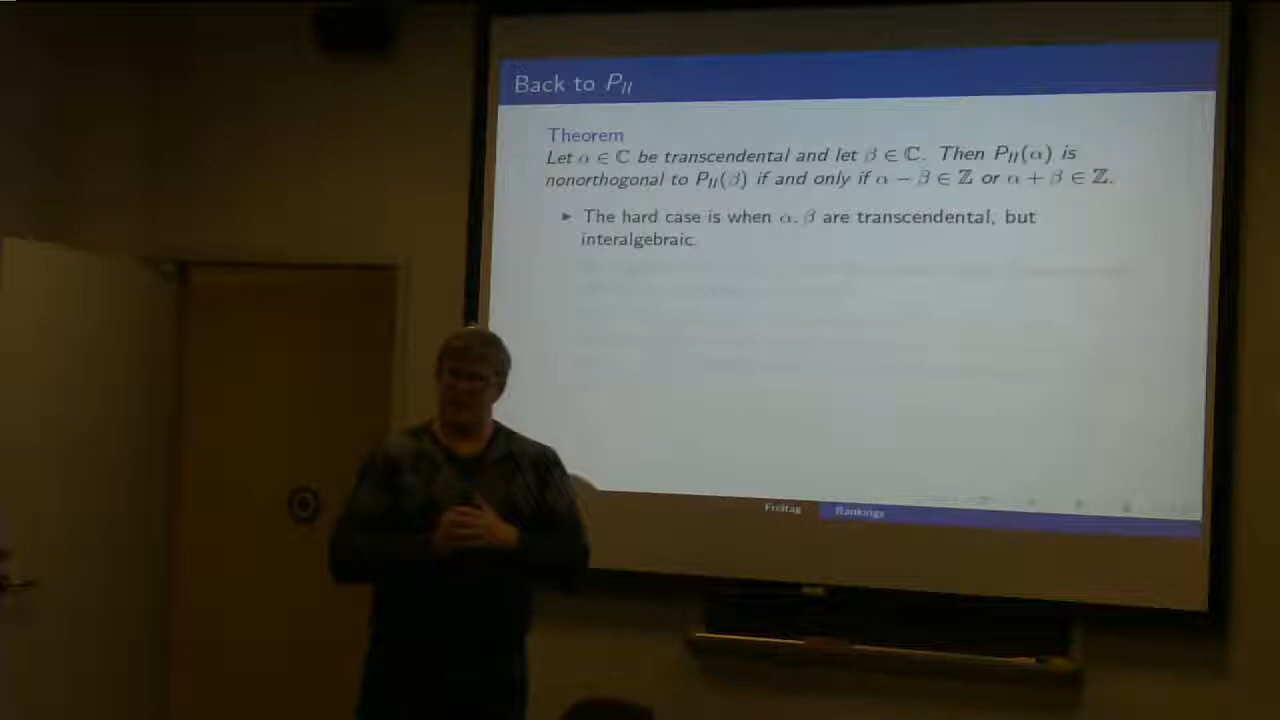 Back to P_II
Theorem
Let α ∈ ℂ be transcendental and let β ∈ ℂ. Then P_II(α) is
nonorthogonal to P_II(β) if and only if α − β ∈ ℤ or α + β ∈ ℤ.
▶ The hard case is when α, β are transcendental, but
interalgebraic.
Freitag Rankings